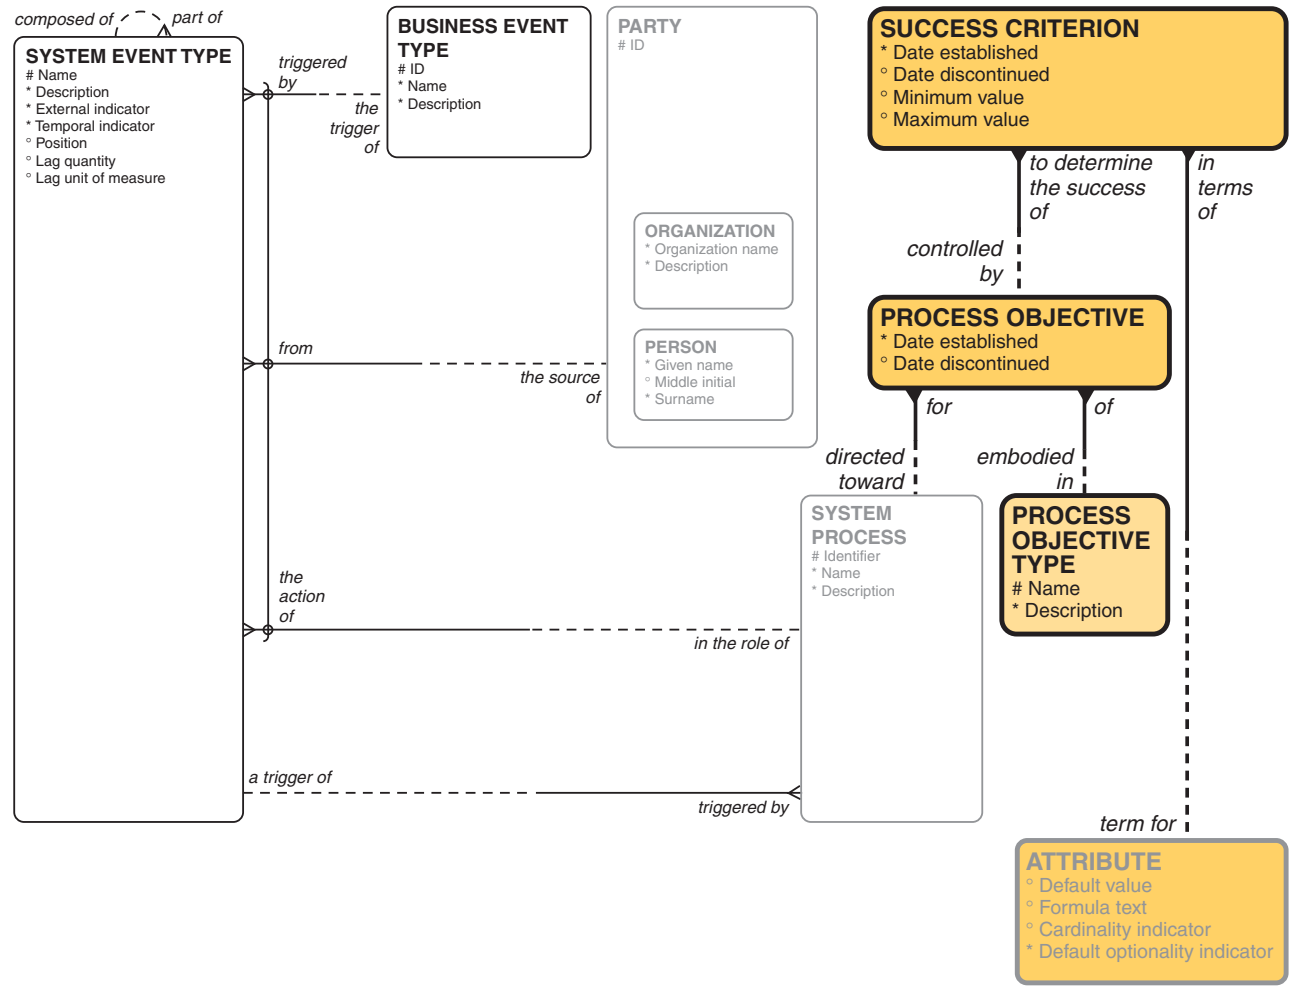 composed of
part of
SYSTEM EVENT TYPE
# Name
* Description
* External indicator
* Temporal indicator
° Position
° Lag quantity
° Lag unit of measure
triggered
by
the
trigger
of
BUSINESS EVENT
TYPE
# ID
* Name
* Description
PARTY
# ID
ORGANIZATION
* Organization name
* Description
PERSON
* Given name
° Middle initial
* Surname
from
the source
of
the
action
of
in the role of
a trigger of
triggered by
SUCCESS CRITERION
* Date established
° Date discontinued
° Minimum value
° Maximum value
to determine
the success
of
in
terms
of
controlled
by
PROCESS OBJECTIVE
* Date established
° Date discontinued
for
of
directed
toward
embodied
in
SYSTEM
PROCESS
# Identifier
* Name
* Description
PROCESS
OBJECTIVE
TYPE
# Name
* Description
term for
ATTRIBUTE
° Default value
° Formula text
° Cardinality indicator
* Default optionality indicator